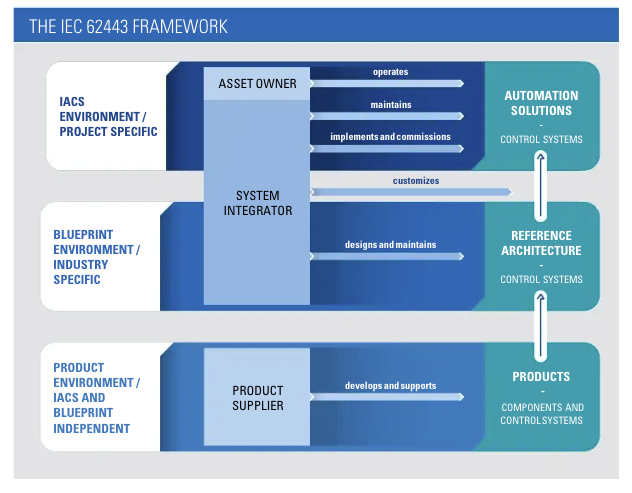 THE IEC 62443 FRAMEWORK
IACS
ENVIRONMENT /
PROJECT SPECIFIC
ASSET OWNER
operates
maintains
implements and commissions
AUTOMATION
SOLUTIONS
-
CONTROL SYSTEMS
SYSTEM
INTEGRATOR
customizes
BLUEPRINT
ENVIRONMENT /
INDUSTRY
SPECIFIC
designs and maintains
REFERENCE
ARCHITECTURE
-
CONTROL SYSTEMS
PRODUCT
ENVIRONMENT /
IACS AND
BLUEPRINT
INDEPENDENT
PRODUCT
SUPPLIER
develops and supports
PRODUCTS
-
COMPONENTS AND
CONTROL SYSTEMS